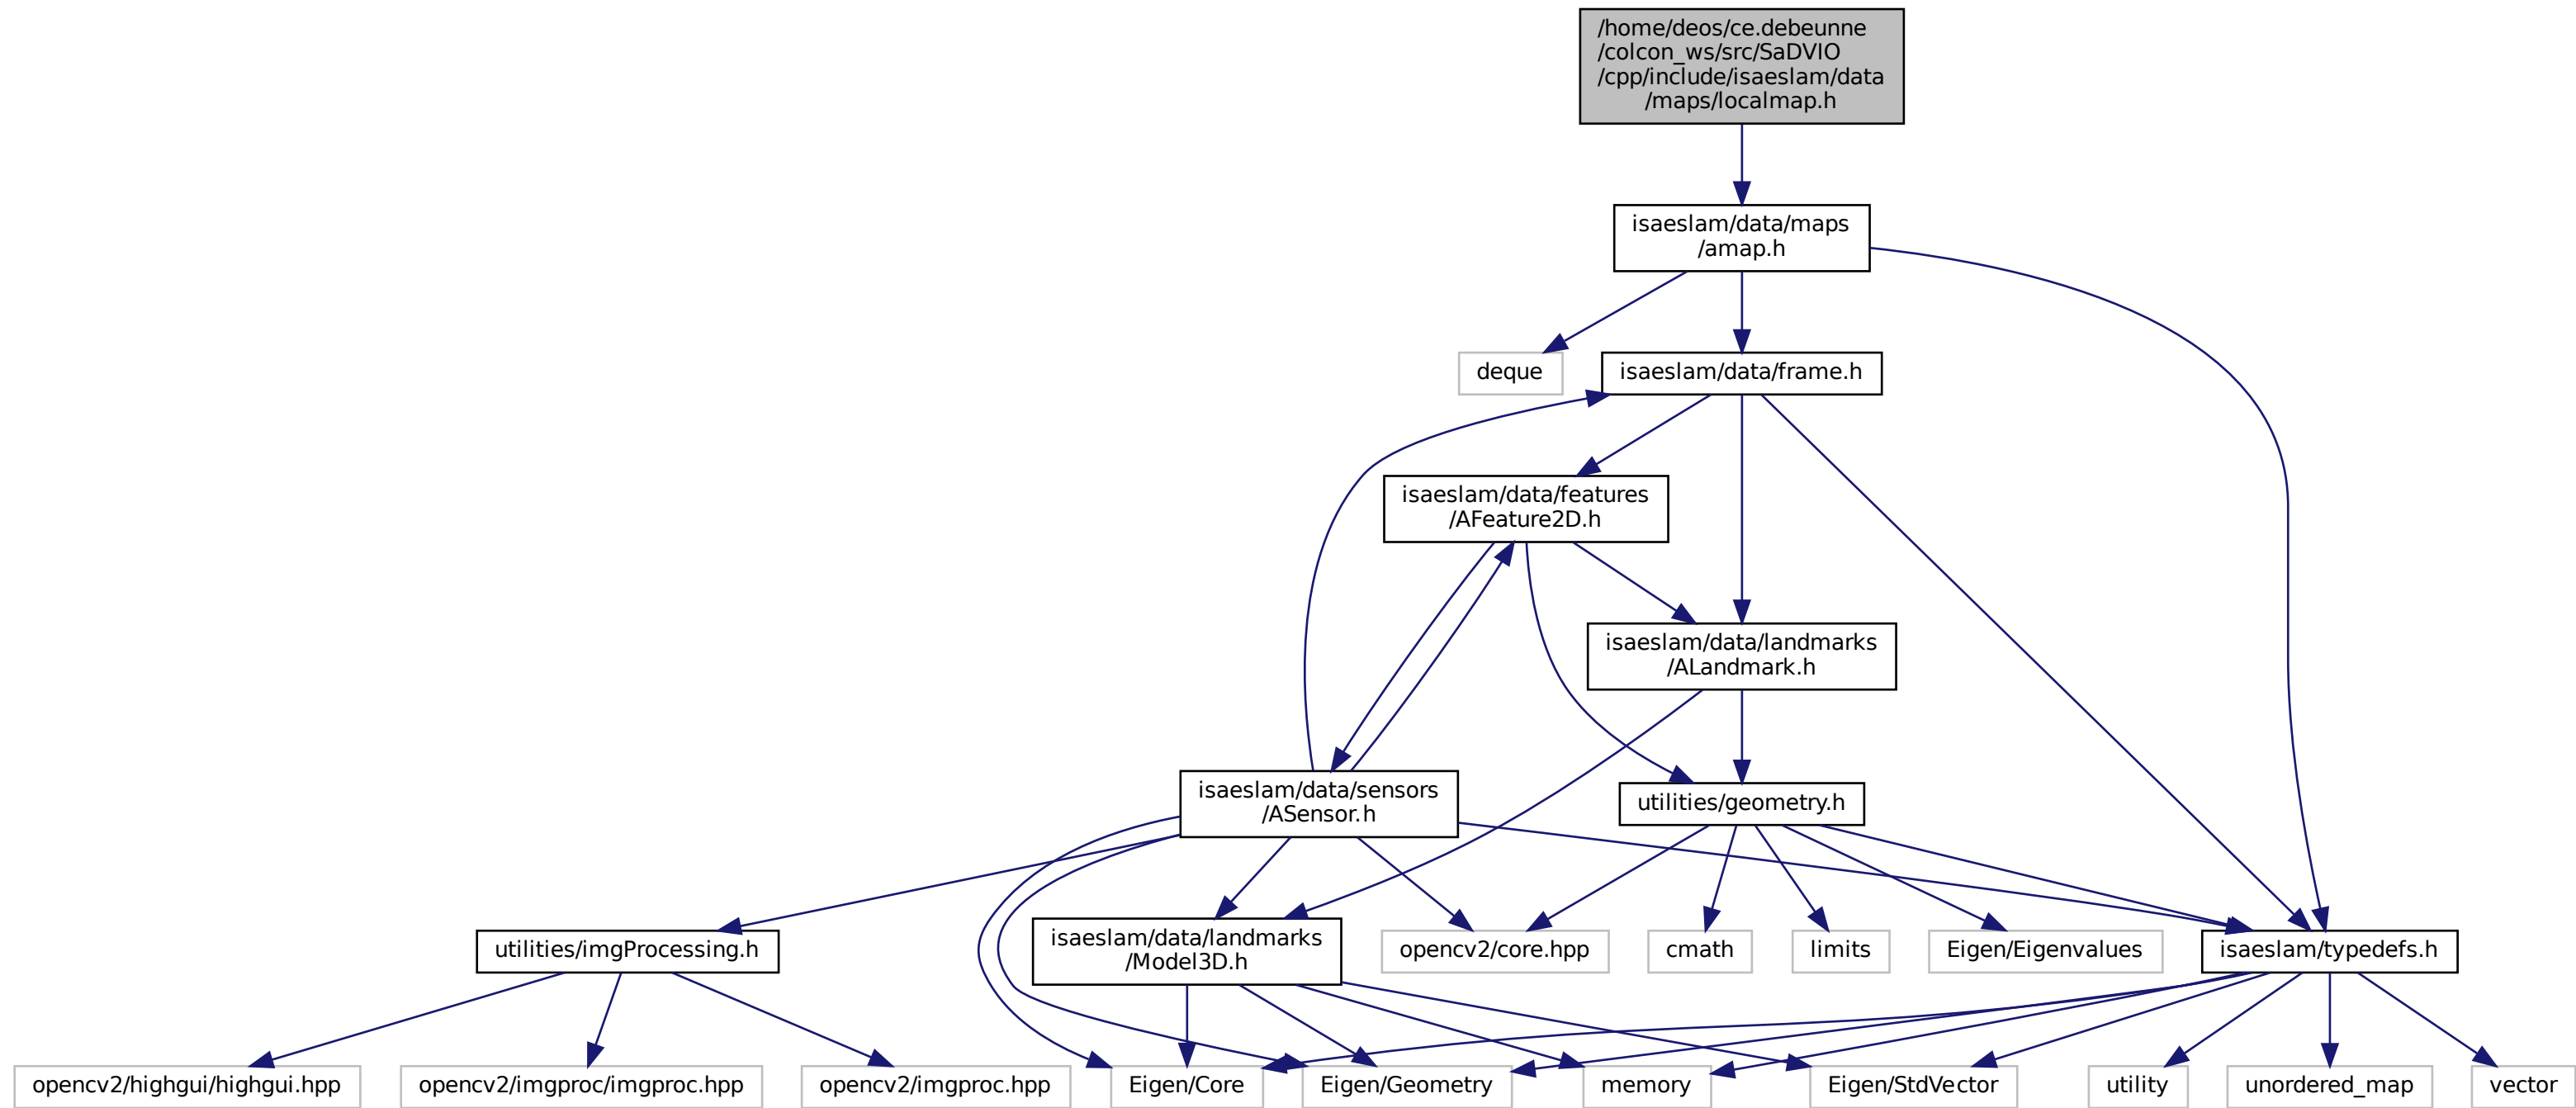 /home/deos/ce.debeunne
/colcon_ws/src/SaDVIO
/cpp/include/isaeslam/data
/maps/localmap.h
isaeslam/data/maps
/amap.h
deque
isaeslam/data/frame.h
isaeslam/data/features
/AFeature2D.h
isaeslam/data/landmarks
/ALandmark.h
isaeslam/data/sensors
/ASensor.h
utilities/geometry.h
utilities/imgProcessing.h
isaeslam/data/landmarks
/Model3D.h
opencv2/core.hpp
cmath
limits
Eigen/Eigenvalues
isaeslam/typedefs.h
opencv2/highgui/highgui.hpp
opencv2/imgproc/imgproc.hpp
opencv2/imgproc.hpp
Eigen/Core
Eigen/Geometry
memory
Eigen/StdVector
utility
unordered_map
vector